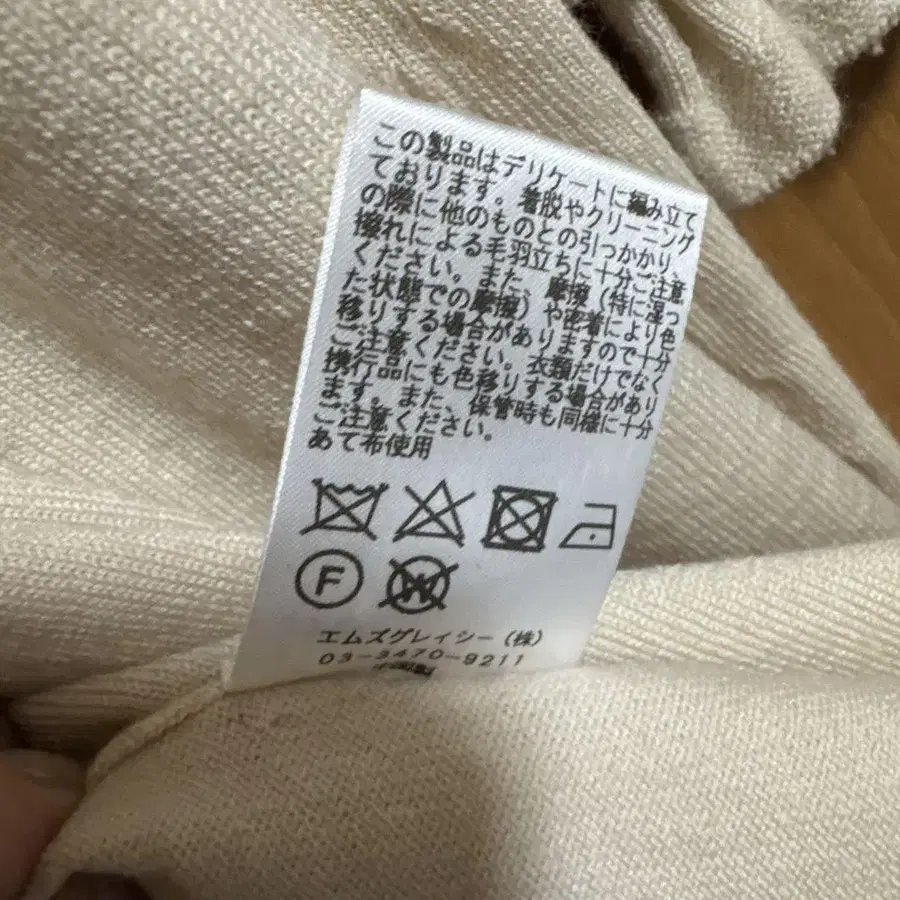 この製品はデリケートに編み立て
ております。着脱やクリーニング
の際に他のものとの引っかかり、
擦れによる毛羽立ちに十分ご注意
ください。また、摩擦（特に湿っ
た状態での摩擦）や密着により色
移りする場合がありますので十分
ご注意ください。衣類だけでなく
携行品にも色移りする場合があり
ます。また、保管時も同様に十分
ご注意ください。
あて布使用
F W
エムズグレイシー（株）
03-3470-9211
中国製